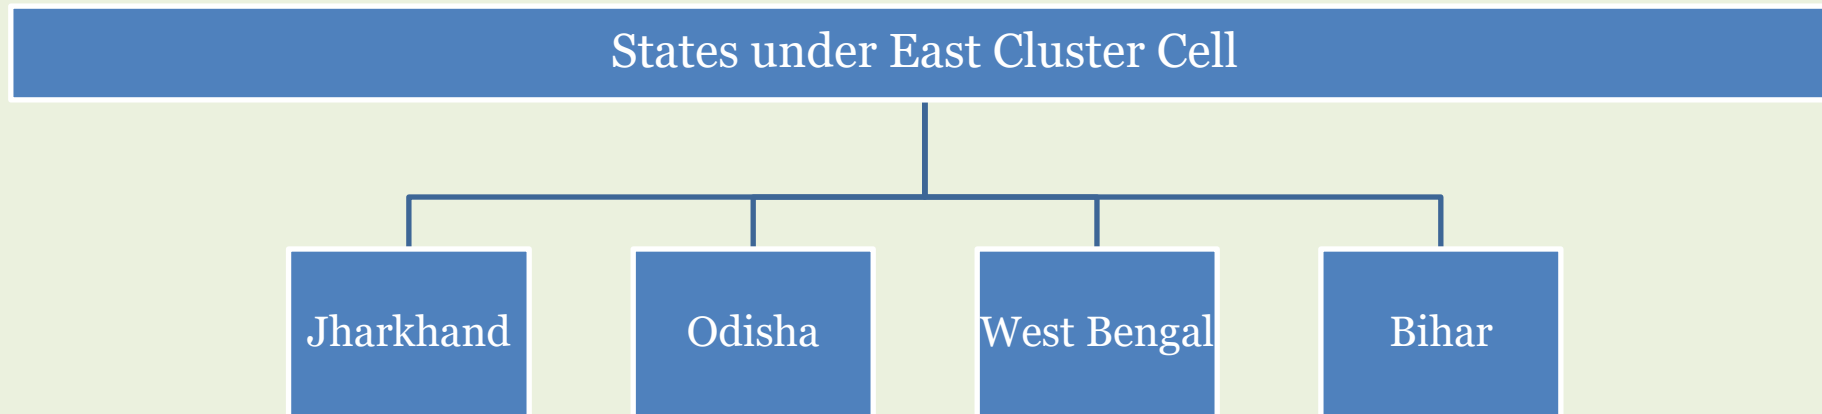 States under East Cluster Cell
Jharkhand
Odisha
West Bengal
Bihar